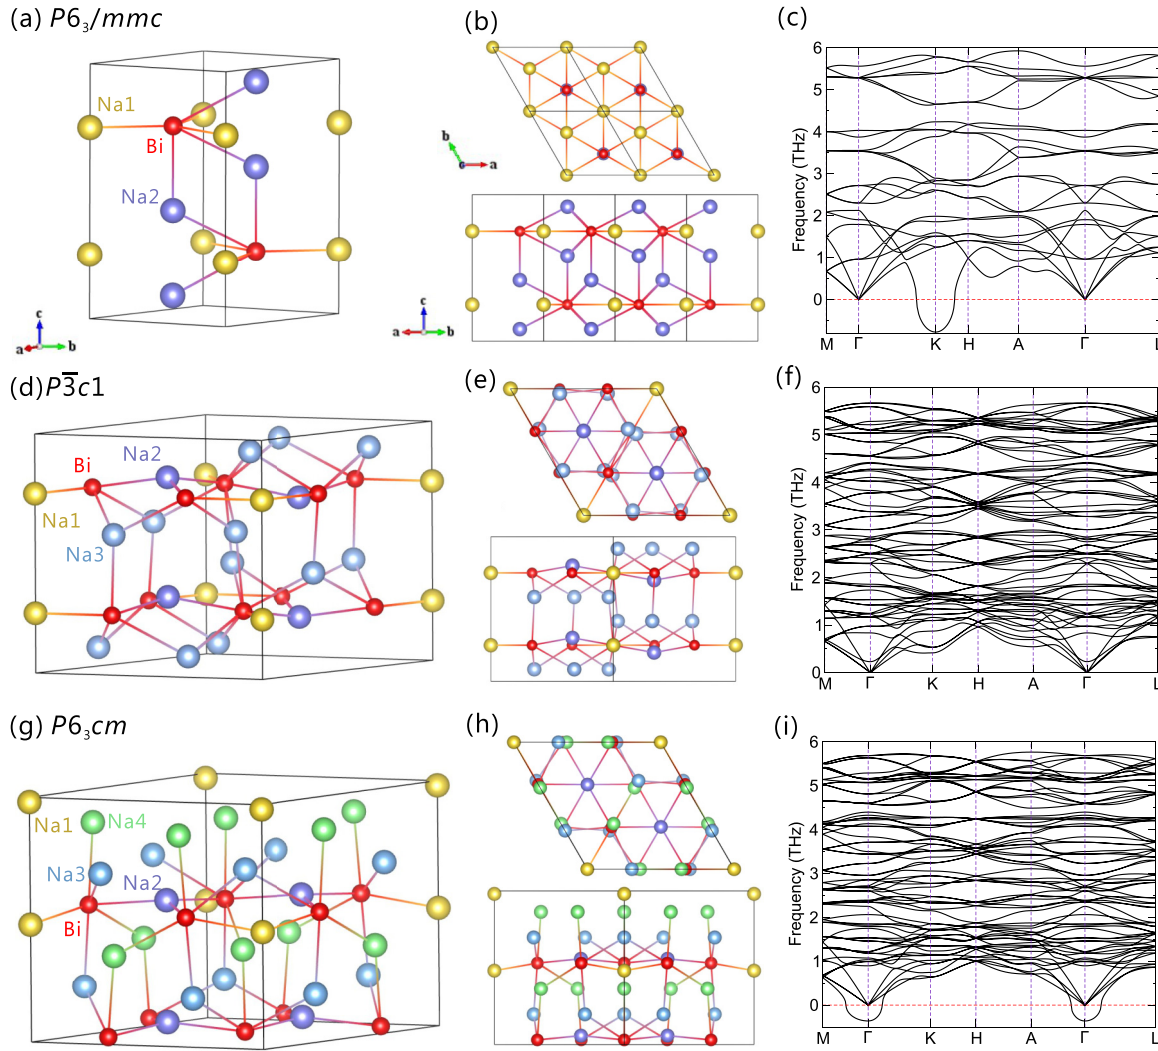 (a) P6₃/mmc
Na1
Bi
Na2
c
a
b
(b)
b
c
a
c
a
b
(c)
Frequency (THz)
6
5
4
3
2
1
0
M Γ K H A Γ L
(d) P3̅c1
Bi
Na2
Na1
Na3
(e)
(f)
Frequency (THz)
6
5
4
3
2
1
0
M Γ K H A Γ L
(g) P6₃cm
Na1
Na4
Na3
Na2
Bi
(h)
(i)
Frequency (THz)
6
5
4
3
2
1
0
M Γ K H A Γ L